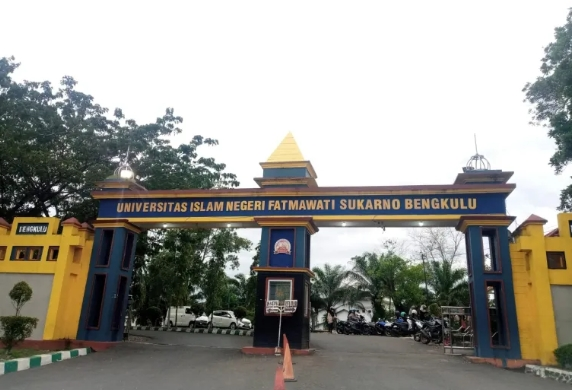 UNIVERSITAS ISLAM NEGERI FATMAWATI SUKARNO BENGKULU